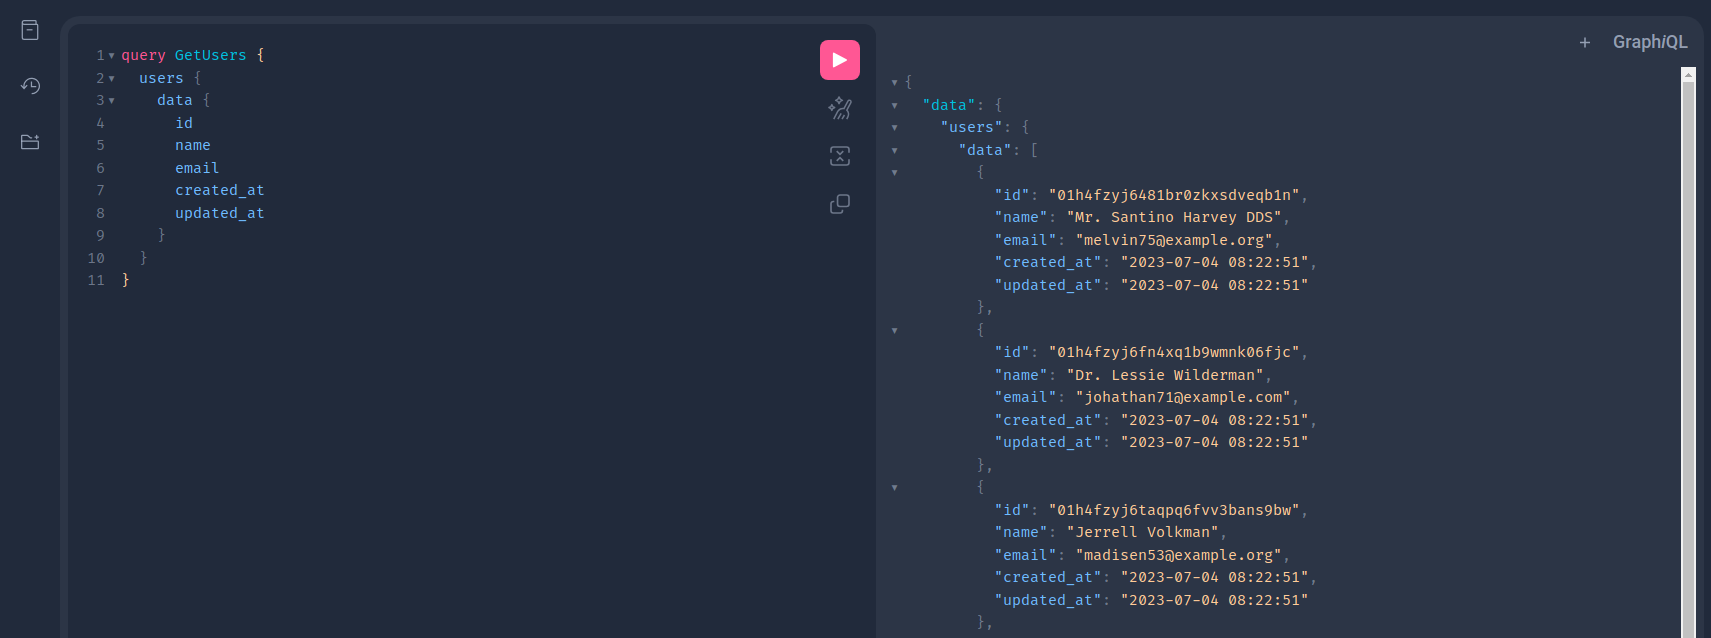 1 query GetUsers {
2 users {
3 data {
4 id
5 name
6 email
7 created_at
8 updated_at
9 }
10 }
11 }
+ GraphiQL
{
"data": {
"users": {
"data": [
{
"id": "01h4fzyj6481br0zkxsdveqb1n",
"name": "Mr. Santino Harvey DDS",
"email": "melvin75@example.org",
"created_at": "2023-07-04 08:22:51",
"updated_at": "2023-07-04 08:22:51"
},
{
"id": "01h4fzyj6fn4xq1b9wmnk06fjc",
"name": "Dr. Lessie Wilderman",
"email": "johathan71@example.com",
"created_at": "2023-07-04 08:22:51",
"updated_at": "2023-07-04 08:22:51"
},
{
"id": "01h4fzyj6taqpq6fvv3bans9bw",
"name": "Jerrell Volkman",
"email": "madisen53@example.org",
"created_at": "2023-07-04 08:22:51",
"updated_at": "2023-07-04 08:22:51"
},